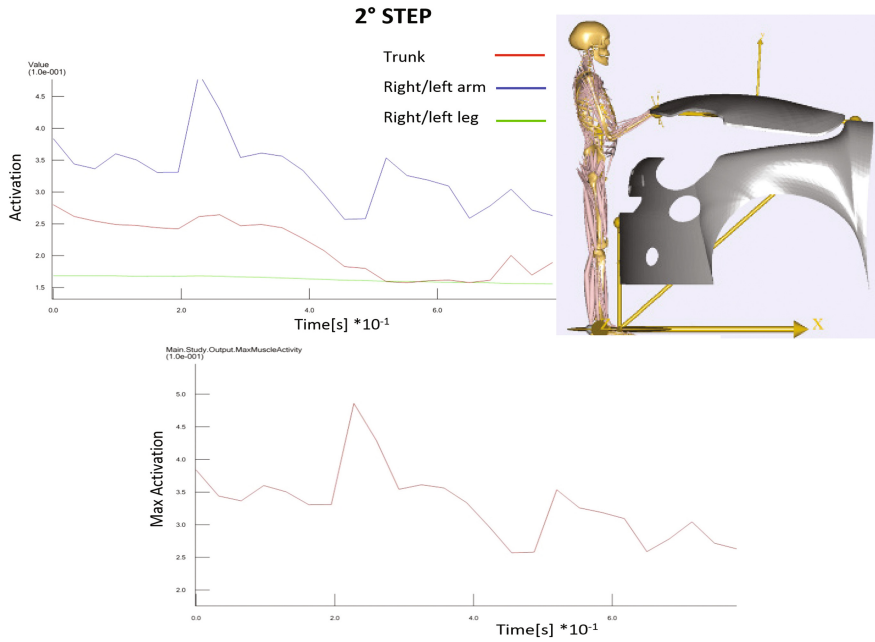 2° STEP
Value
(1.0e-001)
Trunk
Right/left arm
Right/left leg
4.5
4.0
3.5
3.0
2.5
2.0
1.5
Activation
0.0
2.0
4.0
6.0
Time[s] *10-1
X
Main.Study.Output.MaxMuscleActivity
(1.0e-001)
5.0
4.5
4.0
3.5
3.0
2.5
2.0
Max Activation
0.0
2.0
4.0
6.0
Time[s] *10-1